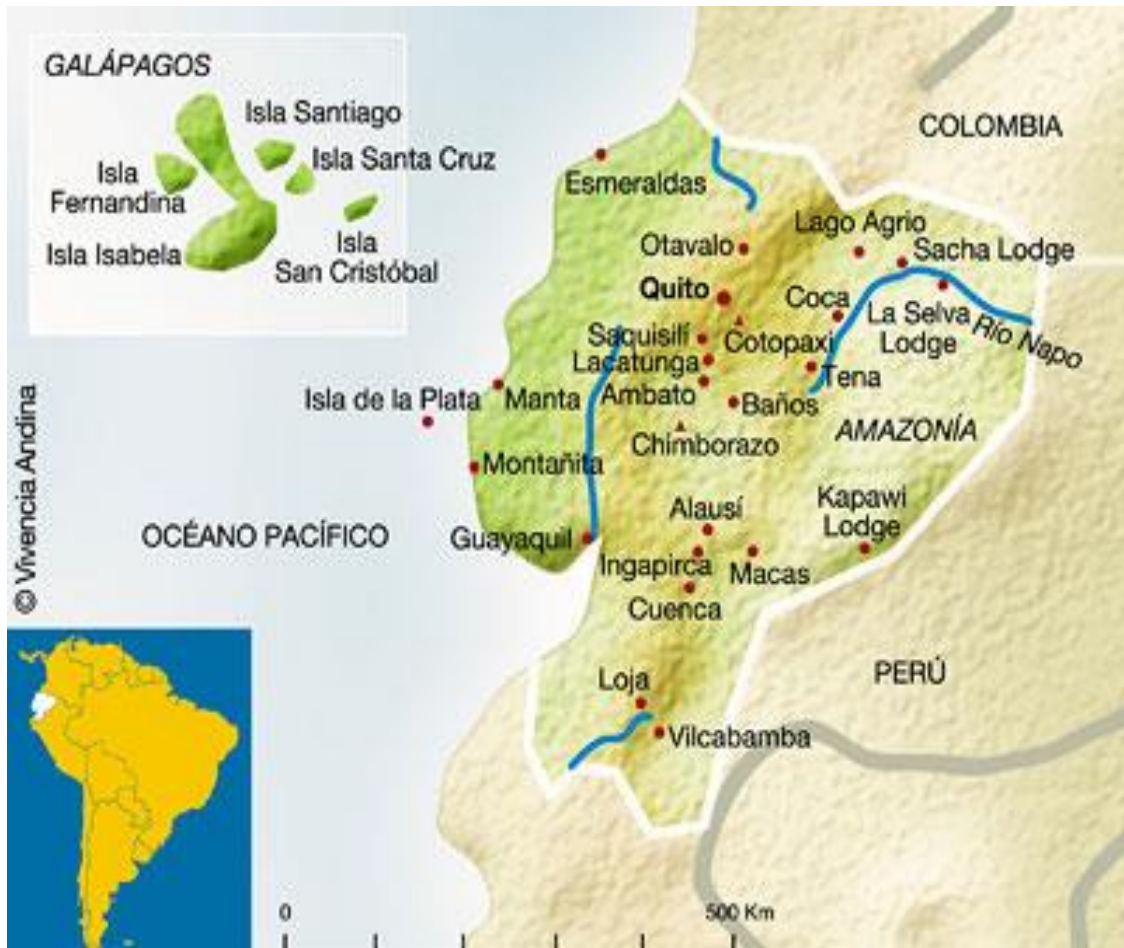 GALÁPAGOS
Isla Santiago
Isla Santa Cruz
Isla
Fernandina
Isla Isabela
Isla
San Cristóbal
COLOMBIA
Esmeraldas
Otavalo
Lago Agrio
Sacha Lodge
Quito
Coca
La Selva
Lodge
Río Napo
Saquisilí
Cotopaxi
Lacatunga
Tena
Ambato
Baños
Isla de la Plata
Manta
AMAZONÍA
Chimborazo
Montañita
Kapawi
Lodge
Alausí
OCÉANO PACÍFICO
Guayaquil
Ingapirca
Macas
Cuenca
© Vivencia Andina
PERÚ
Loja
Vilcabamba
0
500 Km